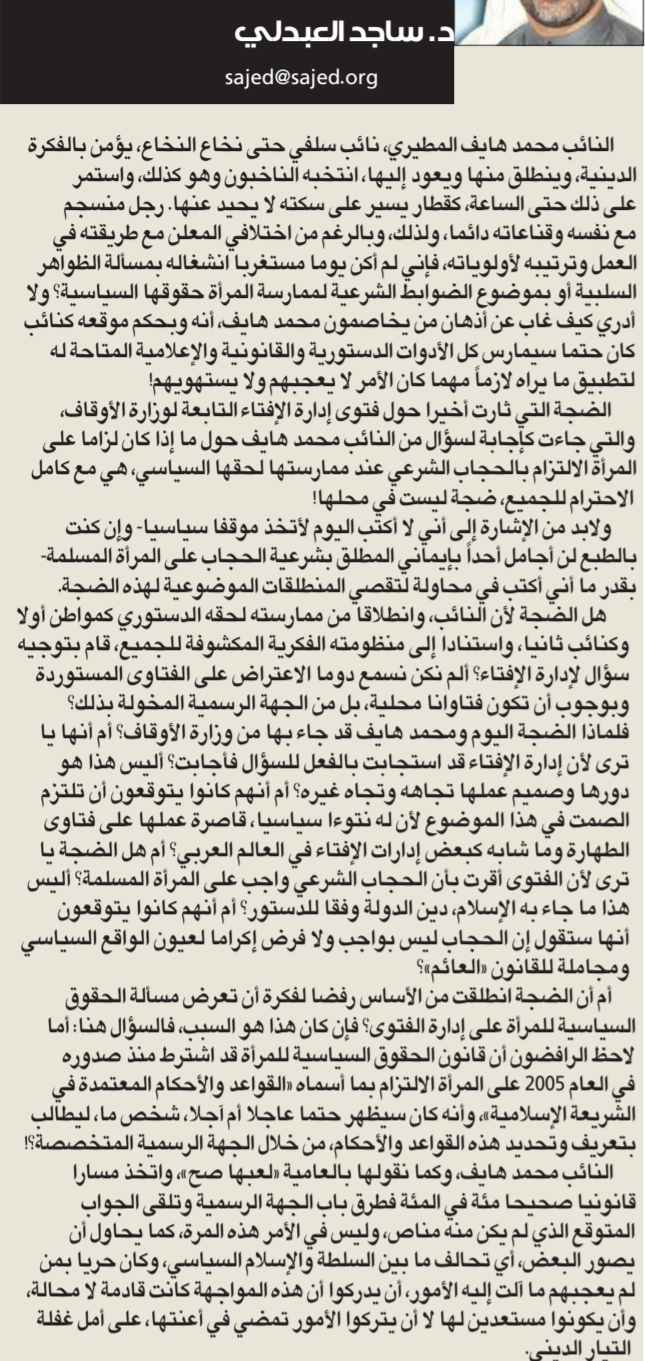 د. ساجد العبدلي
sajed@sajed.org
النائب محمد هايف المطيري، نائب سلفي حتى نخاع النخاع، يؤمن بالفكرة
الدينية، وينطلق منها ويعود إليها، انتخبه الناخبون وهو كذلك، واستمر
على ذلك حتى الساعة، كقطار يسير على سكته لا يحيد عنها. رجل منسجم
مع نفسه وقناعاته دائما، ولذلك، وبالرغم من اختلافي المعلن مع طريقته في
العمل وترتيبه لأولوياته، فإني لم أكن يوما مستغربا انشغاله بمسألة الظواهر
السلبية أو بموضوع الضوابط الشرعية لممارسة المرأة حقوقها السياسية؟ ولا
أدري كيف غاب عن أذهان من يخاصمون محمد هايف، أنه وبحكم موقعه كنائب
كان حتما سيمارس كل الأدوات الدستورية والقانونية والإعلامية المتاحة له
لتطبيق ما يراه لازماً مهما كان الأمر لا يعجبهم ولا يستهويهم!
الضجة التي ثارت أخيرا حول فتوى إدارة الإفتاء التابعة لوزارة الأوقاف،
والتي جاءت كإجابة لسؤال من النائب محمد هايف حول ما إذا كان لزاما على
المرأة الالتزام بالحجاب الشرعي عند ممارستها لحقها السياسي، هي مع كامل
الاحترام للجميع، ضجة ليست في محلها!
ولابد من الإشارة إلى أني لا أكتب اليوم لأتخذ موقفا سياسيا- وإن كنت
بالطبع لن أجامل أحداً بإيماني المطلق بشرعية الحجاب على المرأة المسلمة-
بقدر ما أني أكتب في محاولة لتقصي المنطلقات الموضوعية لهذه الضجة.
هل الضجة لأن النائب، وانطلاقا من ممارسته لحقه الدستوري كمواطن أولا
وكنائب ثانيا، واستنادا إلى منظومته الفكرية المكشوفة للجميع، قام بتوجيه
سؤال لإدارة الإفتاء؟ ألم نكن نسمع دوما الاعتراض على الفتاوى المستوردة
وبوجوب أن تكون فتاوانا محلية، بل من الجهة الرسمية المخولة بذلك؟
فلماذا الضجة اليوم ومحمد هايف قد جاء بها من وزارة الأوقاف؟ أم أنها يا
ترى لأن إدارة الإفتاء قد استجابت بالفعل للسؤال فأجابت؟ أليس هذا هو
دورها وصميم عملها تجاهه وتجاه غيره؟ أم أنهم كانوا يتوقعون أن تلتزم
الصمت في هذا الموضوع لأن له نتوءا سياسيا، قاصرة عملها على فتاوى
الطهارة وما شابه كبعض إدارات الإفتاء في العالم العربي؟ أم هل الضجة يا
ترى لأن الفتوى أقرت بأن الحجاب الشرعي واجب على المرأة المسلمة؟ أليس
هذا ما جاء به الإسلام، دين الدولة وفقا للدستور؟ أم أنهم كانوا يتوقعون
أنها ستقول إن الحجاب ليس بواجب ولا فرض إكراما لعيون الواقع السياسي
ومجاملة للقانون «العائم»؟
أم أن الضجة انطلقت من الأساس رفضا لفكرة أن تعرض مسألة الحقوق
السياسية للمرأة على إدارة الفتوى؟ فإن كان هذا هو السبب، فالسؤال هنا: أما
لاحظ الرافضون أن قانون الحقوق السياسية للمرأة قد اشترط منذ صدوره
في العام 2005 على المرأة الالتزام بما أسماه «القواعد والأحكام المعتمدة في
الشريعة الإسلامية»، وأنه كان سيظهر حتما عاجلا أم آجلا، شخص ما، ليطالب
بتعريف وتحديد هذه القواعد والأحكام، من خلال الجهة الرسمية المتخصصة؟!
النائب محمد هايف، وكما نقولها بالعامية «لعبها صح»، واتخذ مسارا
قانونيا صحيحا مئة في المئة فطرق باب الجهة الرسمية وتلقى الجواب
المتوقع الذي لم يكن منه مناص، وليس في الأمر هذه المرة، كما يحاول أن
يصور البعض، أي تحالف ما بين السلطة والإسلام السياسي، وكان حريا بمن
لم يعجبهم ما آلت إليه الأمور، أن يدركوا أن هذه المواجهة كانت قادمة لا محالة،
وأن يكونوا مستعدين لها لا أن يتركوا الأمور تمضي في أعنتها، على أمل غفلة
التيار الديني.